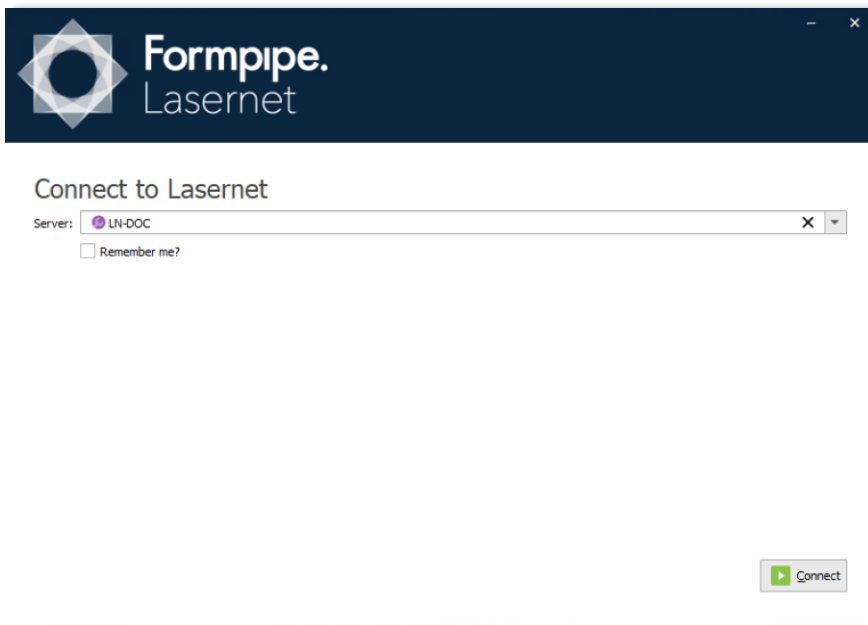 Formpipe.
Lasernet
Connect to Lasernet
Server: LN-DOC
Remember me?
Connect